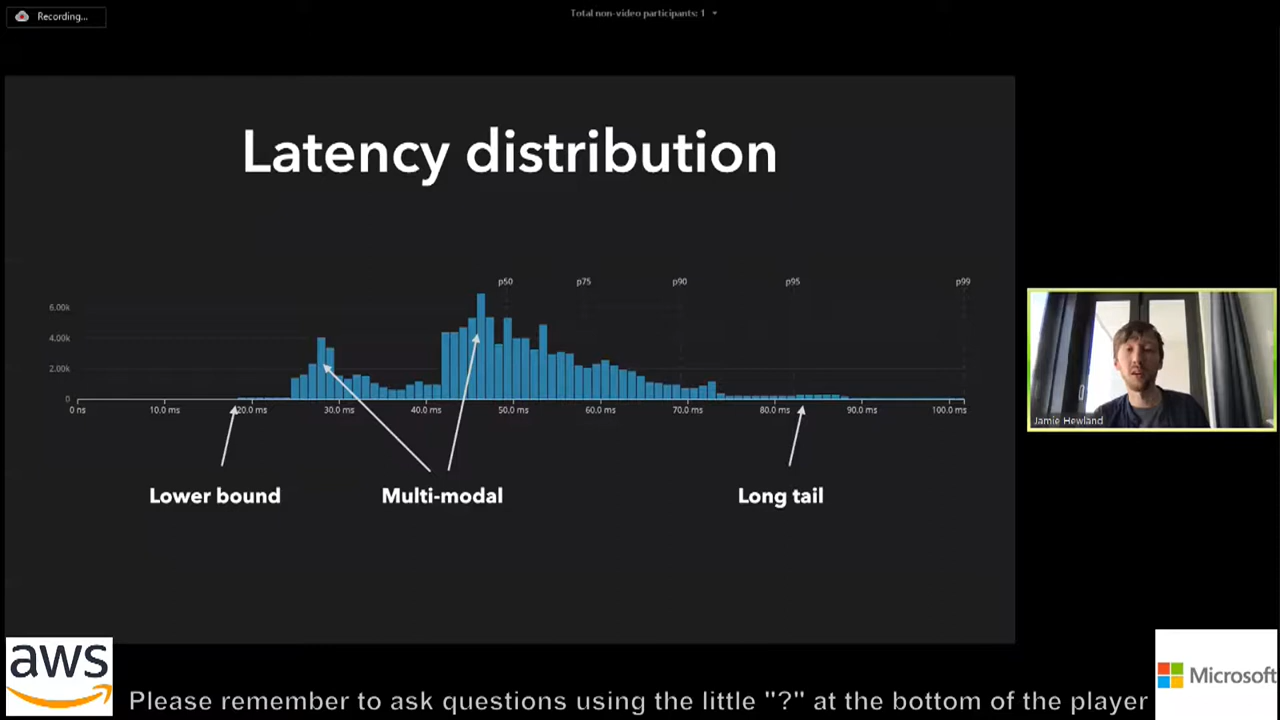 Recording...
Total non-video participants: 1
Latency distribution
p50 p75 p90 p95 p99
6.00k
4.00k
2.00k
0
0 ns 10.0 ms 20.0 ms 30.0 ms 40.0 ms 50.0 ms 60.0 ms 70.0 ms 80.0 ms 90.0 ms 100.0 ms
Lower bound Multi-modal Long tail
Jamie Hewland
aws
Please remember to ask questions using the little "?" at the bottom of the player
Microsoft